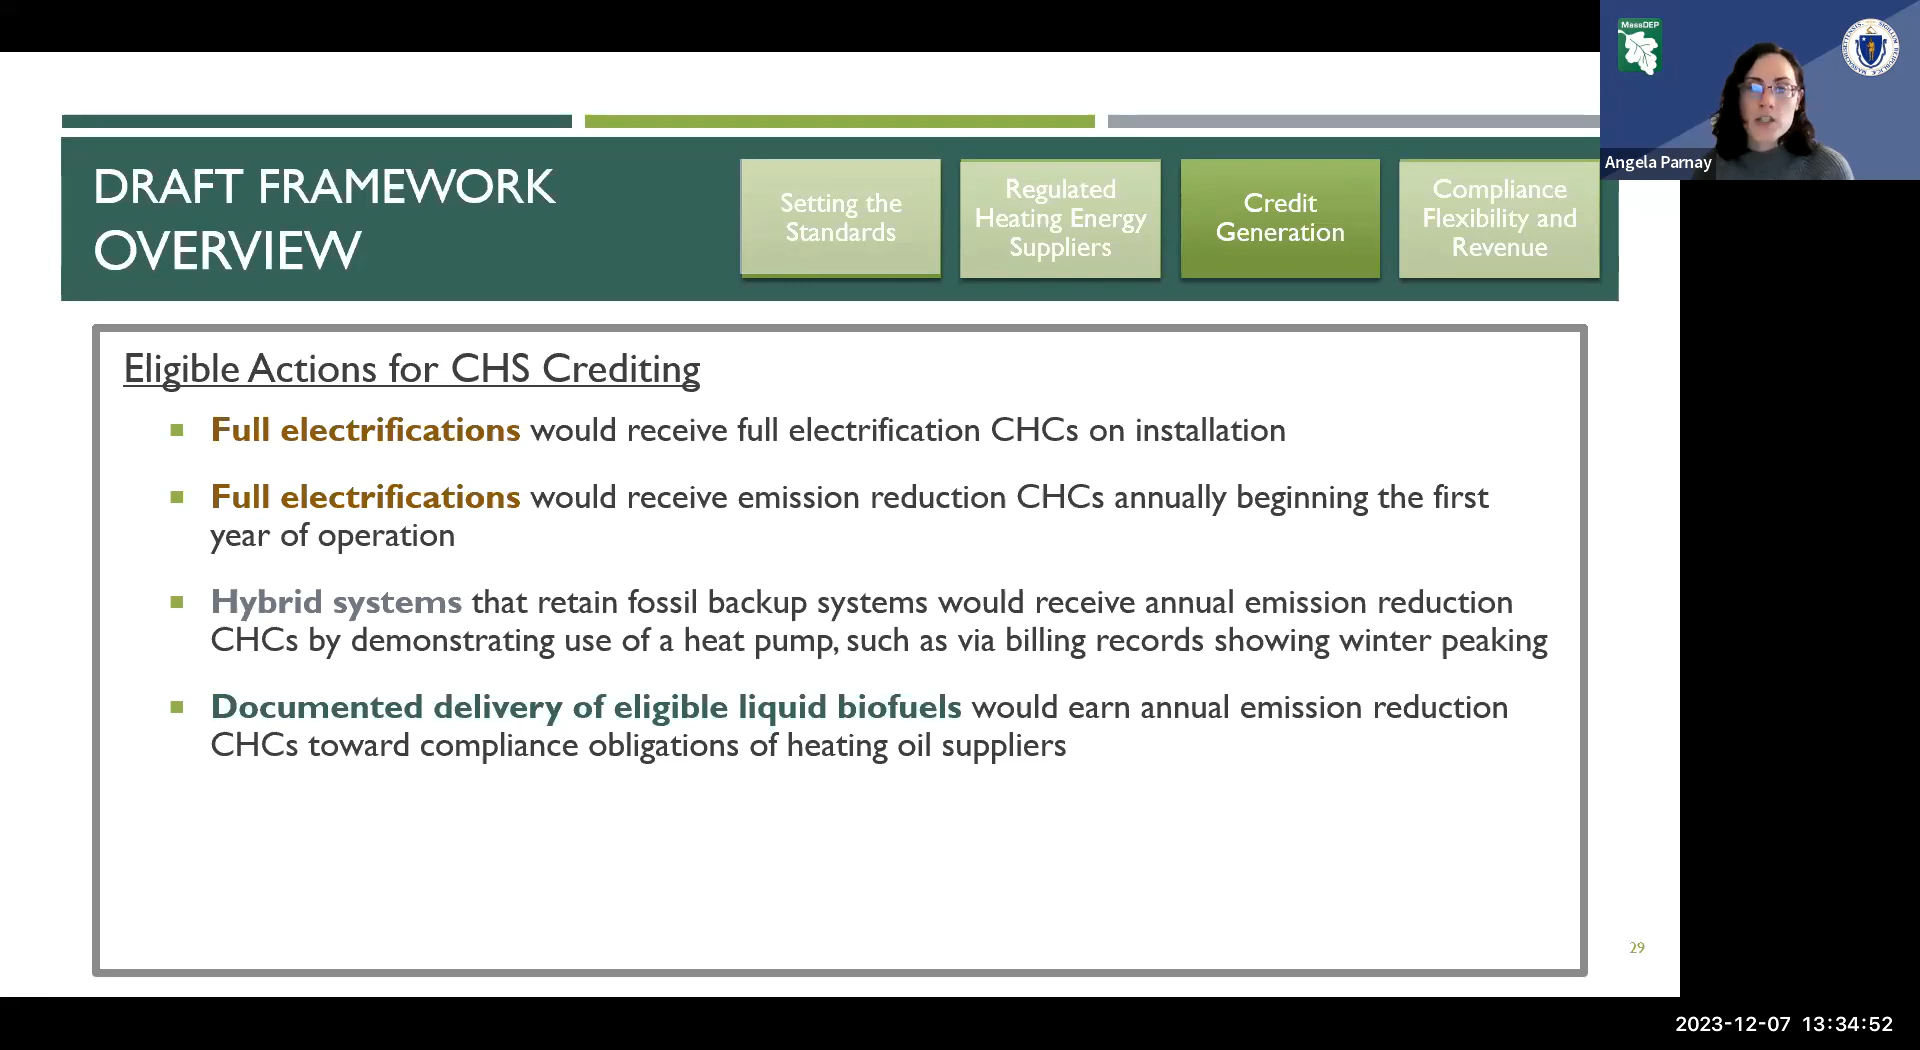 MassDEP
Angela Parnay
DRAFT FRAMEWORK
OVERVIEW
Setting the
Standards
Regulated
Heating Energy
Suppliers
Credit
Generation
Compliance
Flexibility and
Revenue
Eligible Actions for CHS Crediting
Full electrifications would receive full electrification CHCs on installation
Full electrifications would receive emission reduction CHCs annually beginning the first
year of operation
Hybrid systems that retain fossil backup systems would receive annual emission reduction
CHCs by demonstrating use of a heat pump, such as via billing records showing winter peaking
Documented delivery of eligible liquid biofuels would earn annual emission reduction
CHCs toward compliance obligations of heating oil suppliers
29
2023-12-07 13:34:52